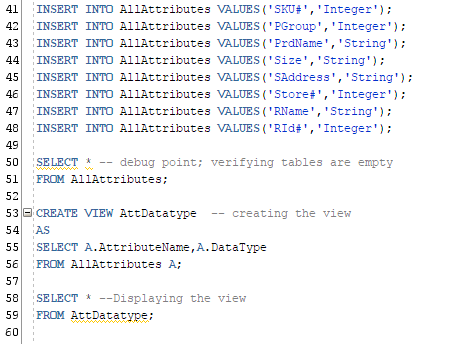 41 INSERT INTO AllAttributes VALUES('SKU#','Integer');
42 INSERT INTO AllAttributes VALUES('PGroup','Integer');
43 INSERT INTO AllAttributes VALUES('PrdName','String');
44 INSERT INTO AllAttributes VALUES('Size','String');
45 INSERT INTO AllAttributes VALUES('SAddress','String');
46 INSERT INTO AllAttributes VALUES('Store#','Integer');
47 INSERT INTO AllAttributes VALUES('RName','String');
48 INSERT INTO AllAttributes VALUES('RId#','Integer');
49
50 SELECT * -- debug point; verifying tables are empty
51 FROM AllAttributes;
52
53 CREATE VIEW AttDatatype  -- creating the view
54 AS
55 SELECT A.AttributeName,A.DataType
56 FROM AllAttributes A;
57
58 SELECT * --Displaying the view
59 FROM AttDatatype;
60